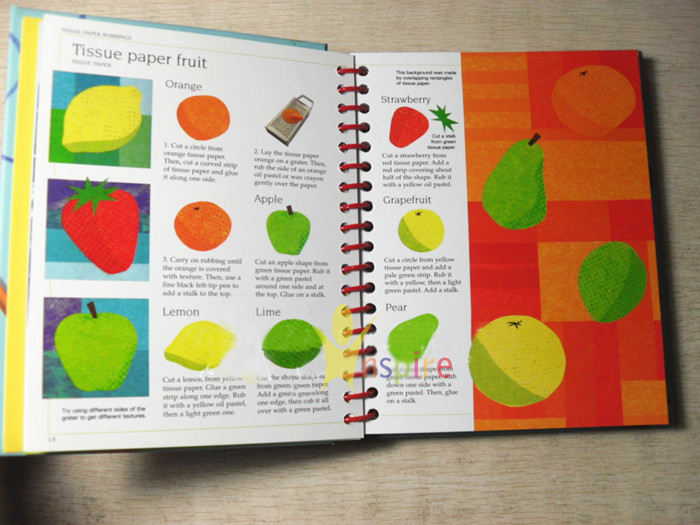 TISSUE PAPER RUBBINGS
Tissue paper fruit
TISSUE PAPER
Orange
1. Cut a circle from
orange tissue paper.
Then, cut a curved strip
of tissue paper and glue
it along one side.
2. Lay the tissue paper
orange on a grater. Then,
rub the side of an orange
oil pastel or wax crayon
gently over the paper.
3. Carry on rubbing until
the orange is covered
with texture. Then, use a
fine black felt-tip pen to
add a stalk to the top.
Apple
Cut an apple shape from
green tissue paper. Rub it
with a green pastel
around one side and at
the top. Glue on a stalk.
Lemon
Cut a lemon, from yellow
tissue paper. Glue a green
strip along one edge. Rub
it with a yellow oil pastel,
then a light green one.
Lime
Cut the shape
from green
Add a green
along one edge, then rub it all
over with a green pastel.
Try using different sides of the
grater to get different textures.
14
This background was made
by overlapping rectangles
of tissue paper.
Strawberry
Cut a stalk
from green
tissue paper.
Cut a strawberry from
red tissue paper. Add a
red strip covering about
half of the shape. Rub it
with a yellow oil pastel.
Grapefruit
Cut a circle from yellow
tissue paper and add a
pale green strip. Rub it
with yellow, then a light
green pastel. Add a stalk.
Pear
from
paper. Rub
down one side with a
green pastel. Then, glue
on a stalk.
nspire